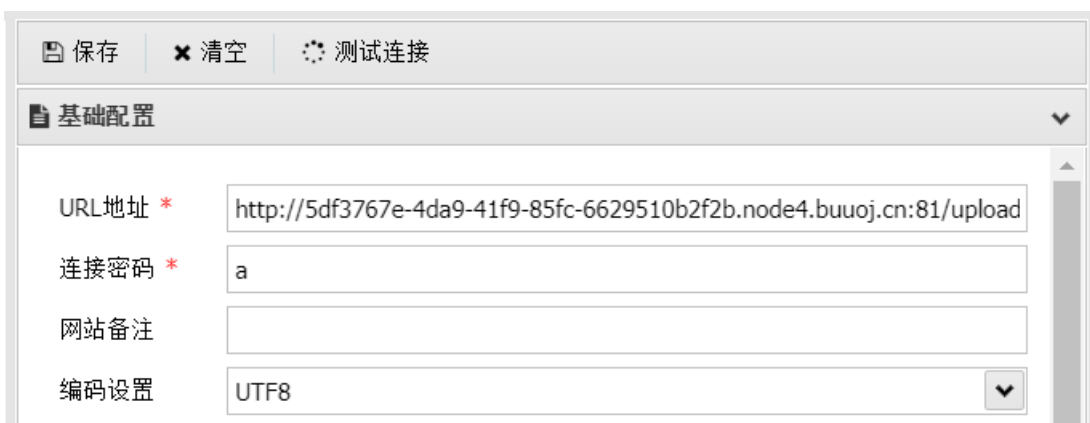 保存 清空 测试连接
基础配置
URL地址 * http://5df3767e-4da9-41f9-85fc-6629510b2f2b.node4.buuoj.cn:81/upload
连接密码 * a
网站备注
编码设置 UTF8